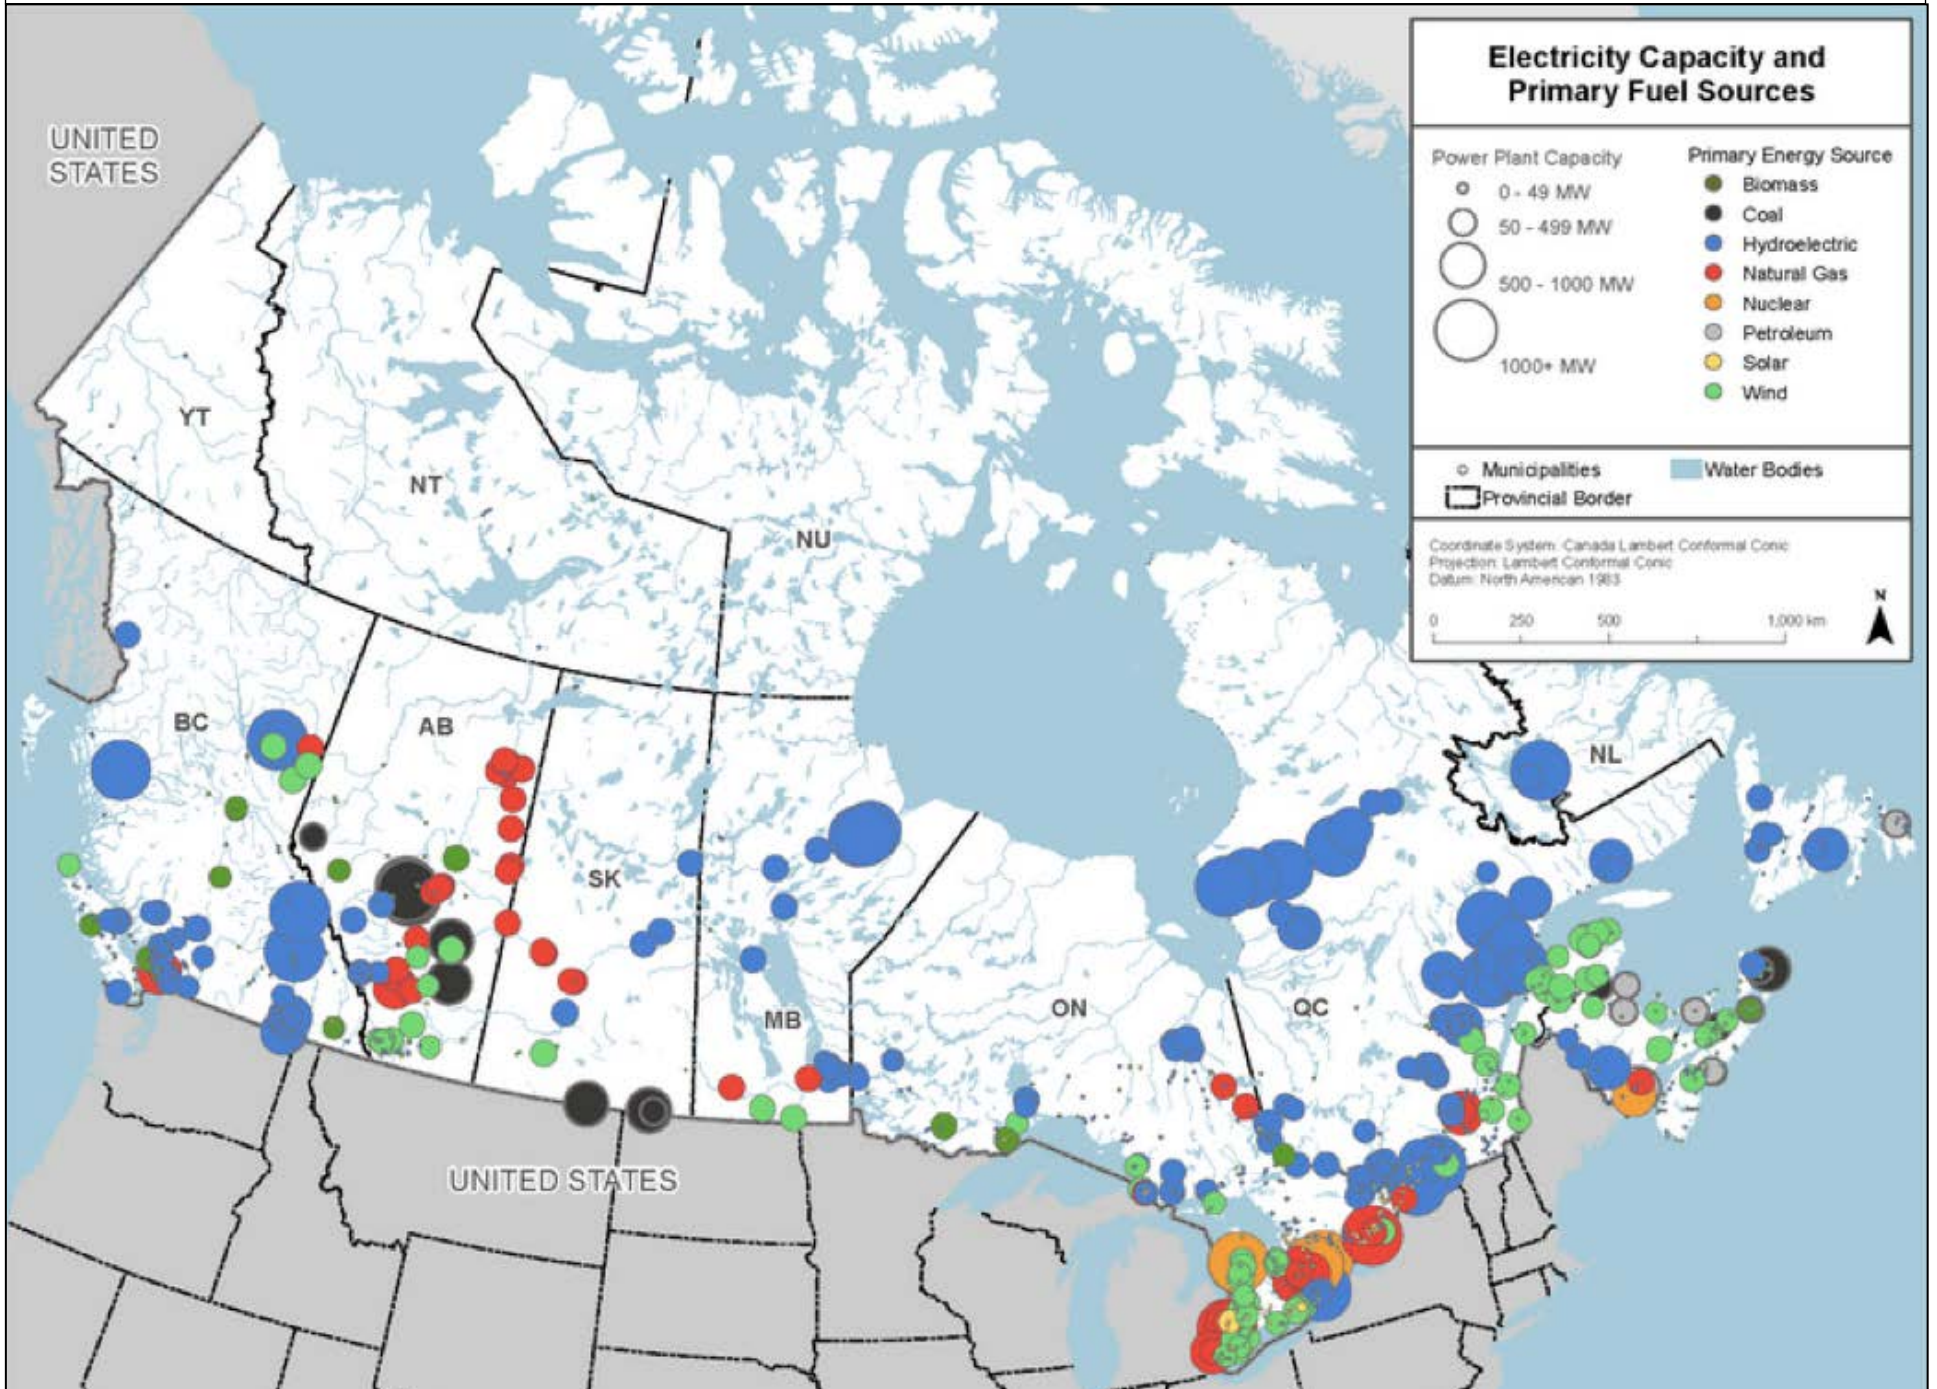 Electricity Capacity and
Primary Fuel Sources
Power Plant Capacity
0 - 49 MW
50 - 499 MW
500 - 1000 MW
1000+ MW
Primary Energy Source
Biomass
Coal
Hydroelectric
Natural Gas
Nuclear
Petroleum
Solar
Wind
Municipalities
Water Bodies
Provincial Border
Coordinate System: Canada Lambert Conformal Conic
Projection: Lambert Conformal Conic
Datum: North American 1983
0 250 500 1,000 km
N
UNITED
STATES
YT
NT
NU
BC
AB
SK
MB
ON
QC
NL
UNITED STATES